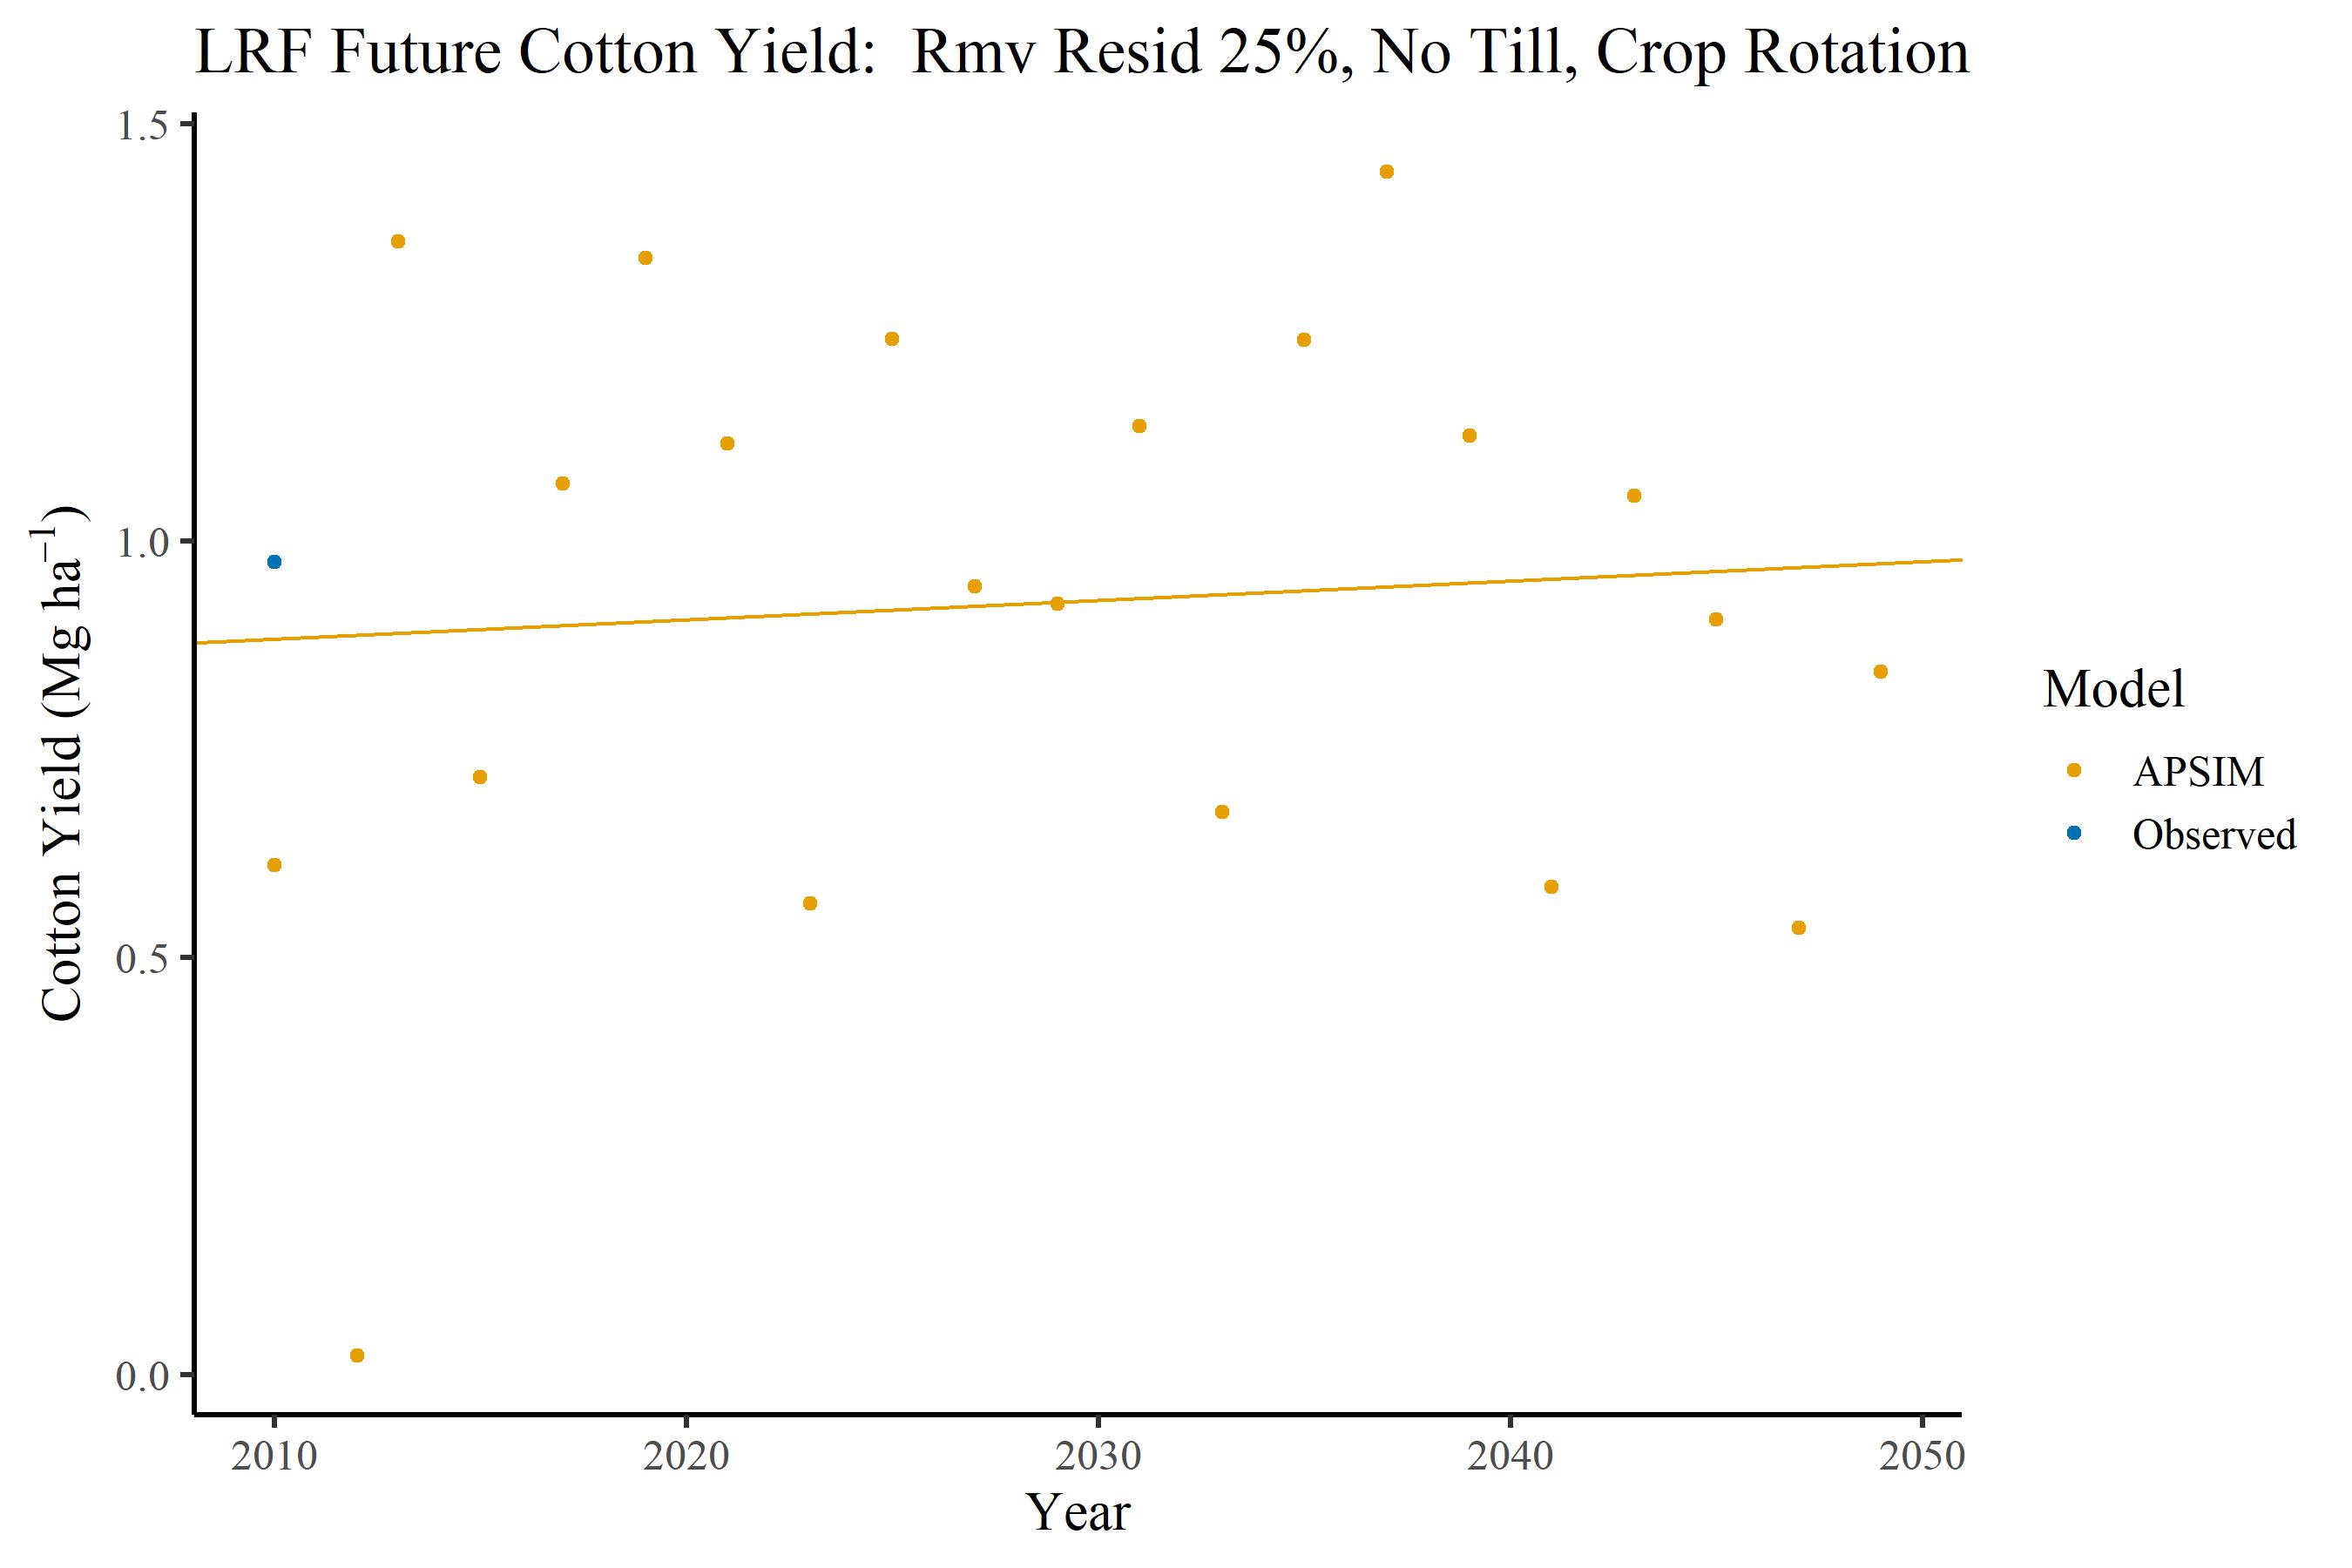 LRF Future Cotton Yield:  Rmv Resid 25%, No Till, Crop Rotation
1.5
1.0
0.5
0.0
Cotton Yield (Mg ha⁻¹)
2010 2020 2030 2040 2050
Year
Model
APSIM
Observed